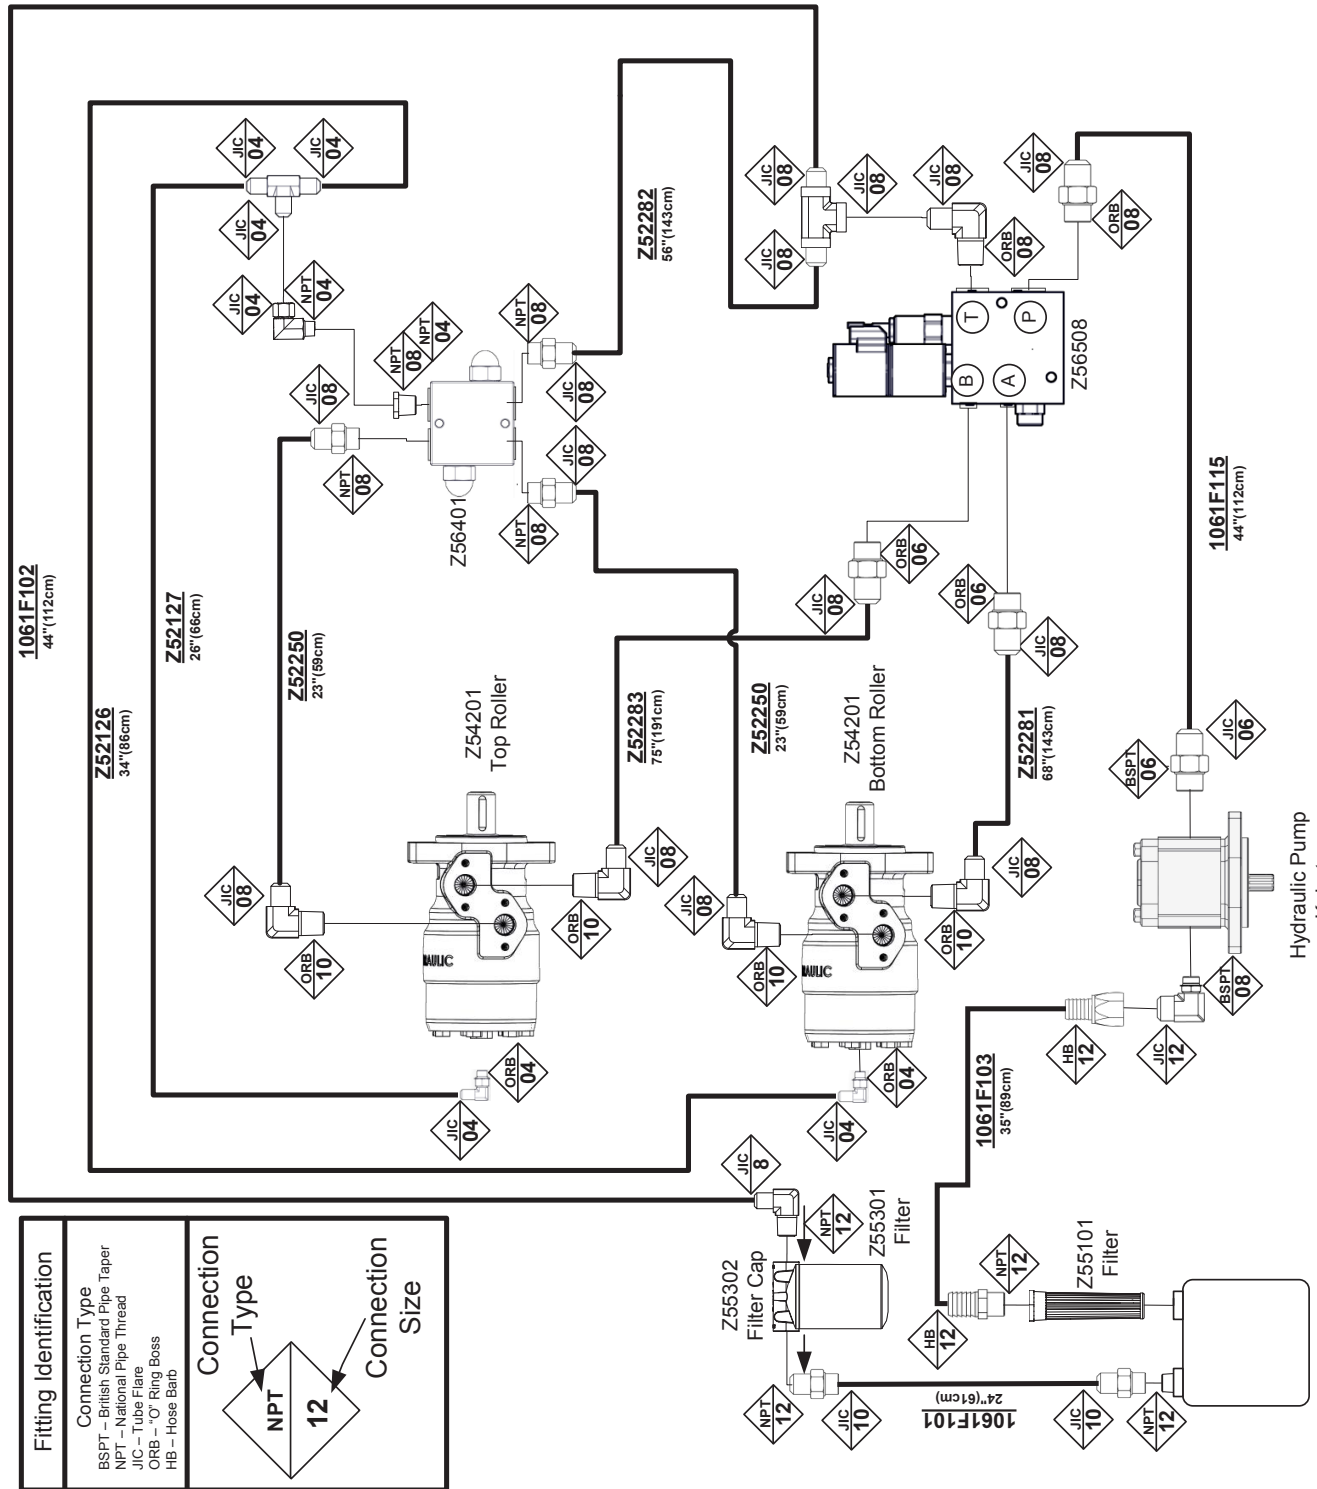 Fitting Identification
Connection Type
BSPT – British Standard Pipe Taper
NPT – National Pipe Thread
JIC – Tube Flare
ORB – "O" Ring Boss
HB – Hose Barb
Connection
Type
NPT
12
Connection
Size
1061F102
44"(112cm)
Z52126
34"(86cm)
Z52127
26"(66cm)
Z52250
23"(59cm)
JIC
04
JIC
04
JIC
04
JIC
04
NPT
04
NPT
08
NPT
04
JIC
08
NPT
08
NPT
08
JIC
08
JIC
08
NPT
08
Z56401
Z52282
56"(143cm)
JIC
08
JIC
08
JIC
08
JIC
08
ORB
08
JIC
08
ORB
08
T
P
B
A
Z56508
1061F115
44"(112cm)
ORB
06
JIC
08
ORB
06
JIC
08
Z54201
Top Roller
Z52283
75"(191cm)
Z52250
23"(59cm)
Z54201
Bottom Roller
Z52281
68"(143cm)
JIC
08
ORB
10
JIC
08
ORB
10
AULIC
JIC
08
ORB
10
JIC
08
ORB
10
AULIC
ORB
04
JIC
04
ORB
04
JIC
04
BSPT
06
JIC
06
Hydraulic Pump
BSPT
08
JIC
12
HB
12
1061F103
35"(89cm)
JIC
8
NPT
12
Z55302
Filter Cap
Z55301
Filter
NPT
12
JIC
10
1061F101
24"(61cm)
JIC
10
NPT
12
HB
12
NPT
12
Z55101
Filter